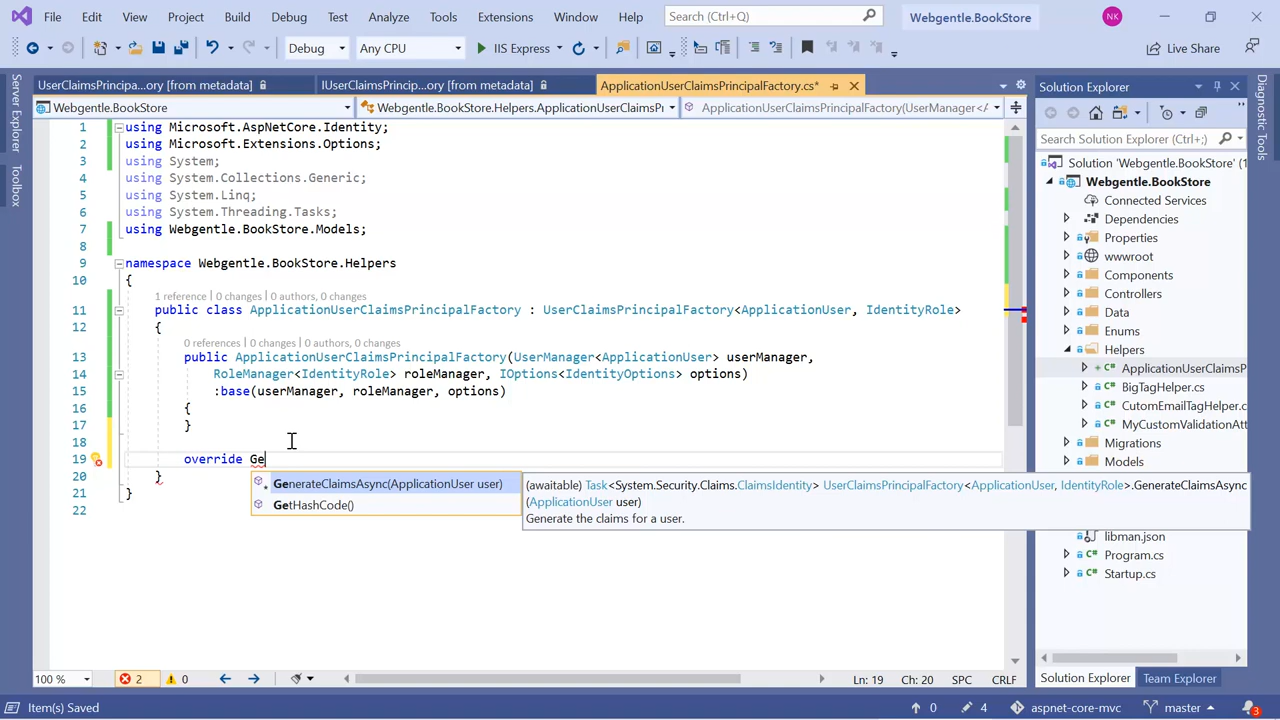 File Edit View Project Build Debug Test Analyze Tools Extensions Window Help Search (Ctrl+Q) Webgentle.BookStore NK
Debug Any CPU IIS Express Live Share
UserClaimsPrincipa...ory [from metadata] IUserClaimsPrincip...ory [from metadata] ApplicationUserClaimsPrincipalFactory.cs*
Webgentle.BookStore Webgentle.BookStore.Helpers.ApplicationUserClaimsPri ApplicationUserClaimsPrincipalFactory(UserManager<A
Server Explorer
Toolbox
1 using Microsoft.AspNetCore.Identity;
2 using Microsoft.Extensions.Options;
3 using System;
4 using System.Collections.Generic;
5 using System.Linq;
6 using System.Threading.Tasks;
7 using Webgentle.BookStore.Models;
8
9 namespace Webgentle.BookStore.Helpers
10 {
1 reference | 0 changes | 0 authors, 0 changes
11 public class ApplicationUserClaimsPrincipalFactory : UserClaimsPrincipalFactory<ApplicationUser, IdentityRole>
12 {
0 references | 0 changes | 0 authors, 0 changes
13 public ApplicationUserClaimsPrincipalFactory(UserManager<ApplicationUser> userManager,
14 RoleManager<IdentityRole> roleManager, IOptions<IdentityOptions> options)
15 :base(userManager, roleManager, options)
16 {
17 }
18
19 override Ge
20 }
21 }
22
GenerateClaimsAsync(ApplicationUser user)
GetHashCode()
(awaitable) Task<System.Security.Claims.ClaimsIdentity> UserClaimsPrincipalFactory<ApplicationUser, IdentityRole>.GenerateClaimsAsync
(ApplicationUser user)
Generate the claims for a user.
Solution Explorer
Search Solution Explorer (Ctrl+;)
Solution 'Webgentle.BookStore' (1
Webgentle.BookStore
Connected Services
Dependencies
Properties
wwwroot
Components
Controllers
Data
Enums
Helpers
ApplicationUserClaimsP
BigTagHelper.cs
CutomEmailTagHelper.c
MyCustomValidationAtt
Migrations
Models
libman.json
Program.cs
Startup.cs
Diagnostic Tools
100 % 2 0 Ln: 19 Ch: 20 SPC CRLF
Solution Explorer Team Explorer
Item(s) Saved 0 4 aspnet-core-mvc master 3